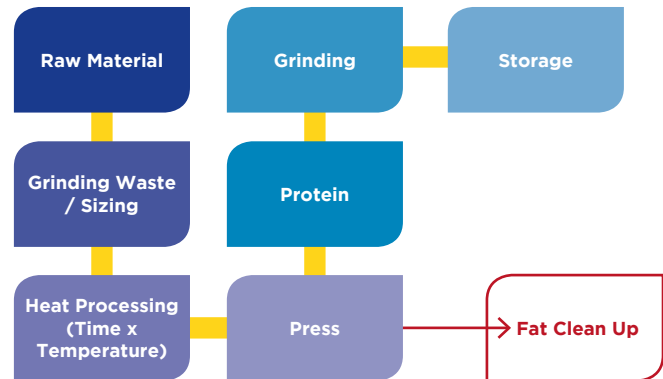 Raw Material
Grinding
Storage
Grinding Waste
/ Sizing
Protein
Heat Processing
(Time x
Temperature)
Press
Fat Clean Up